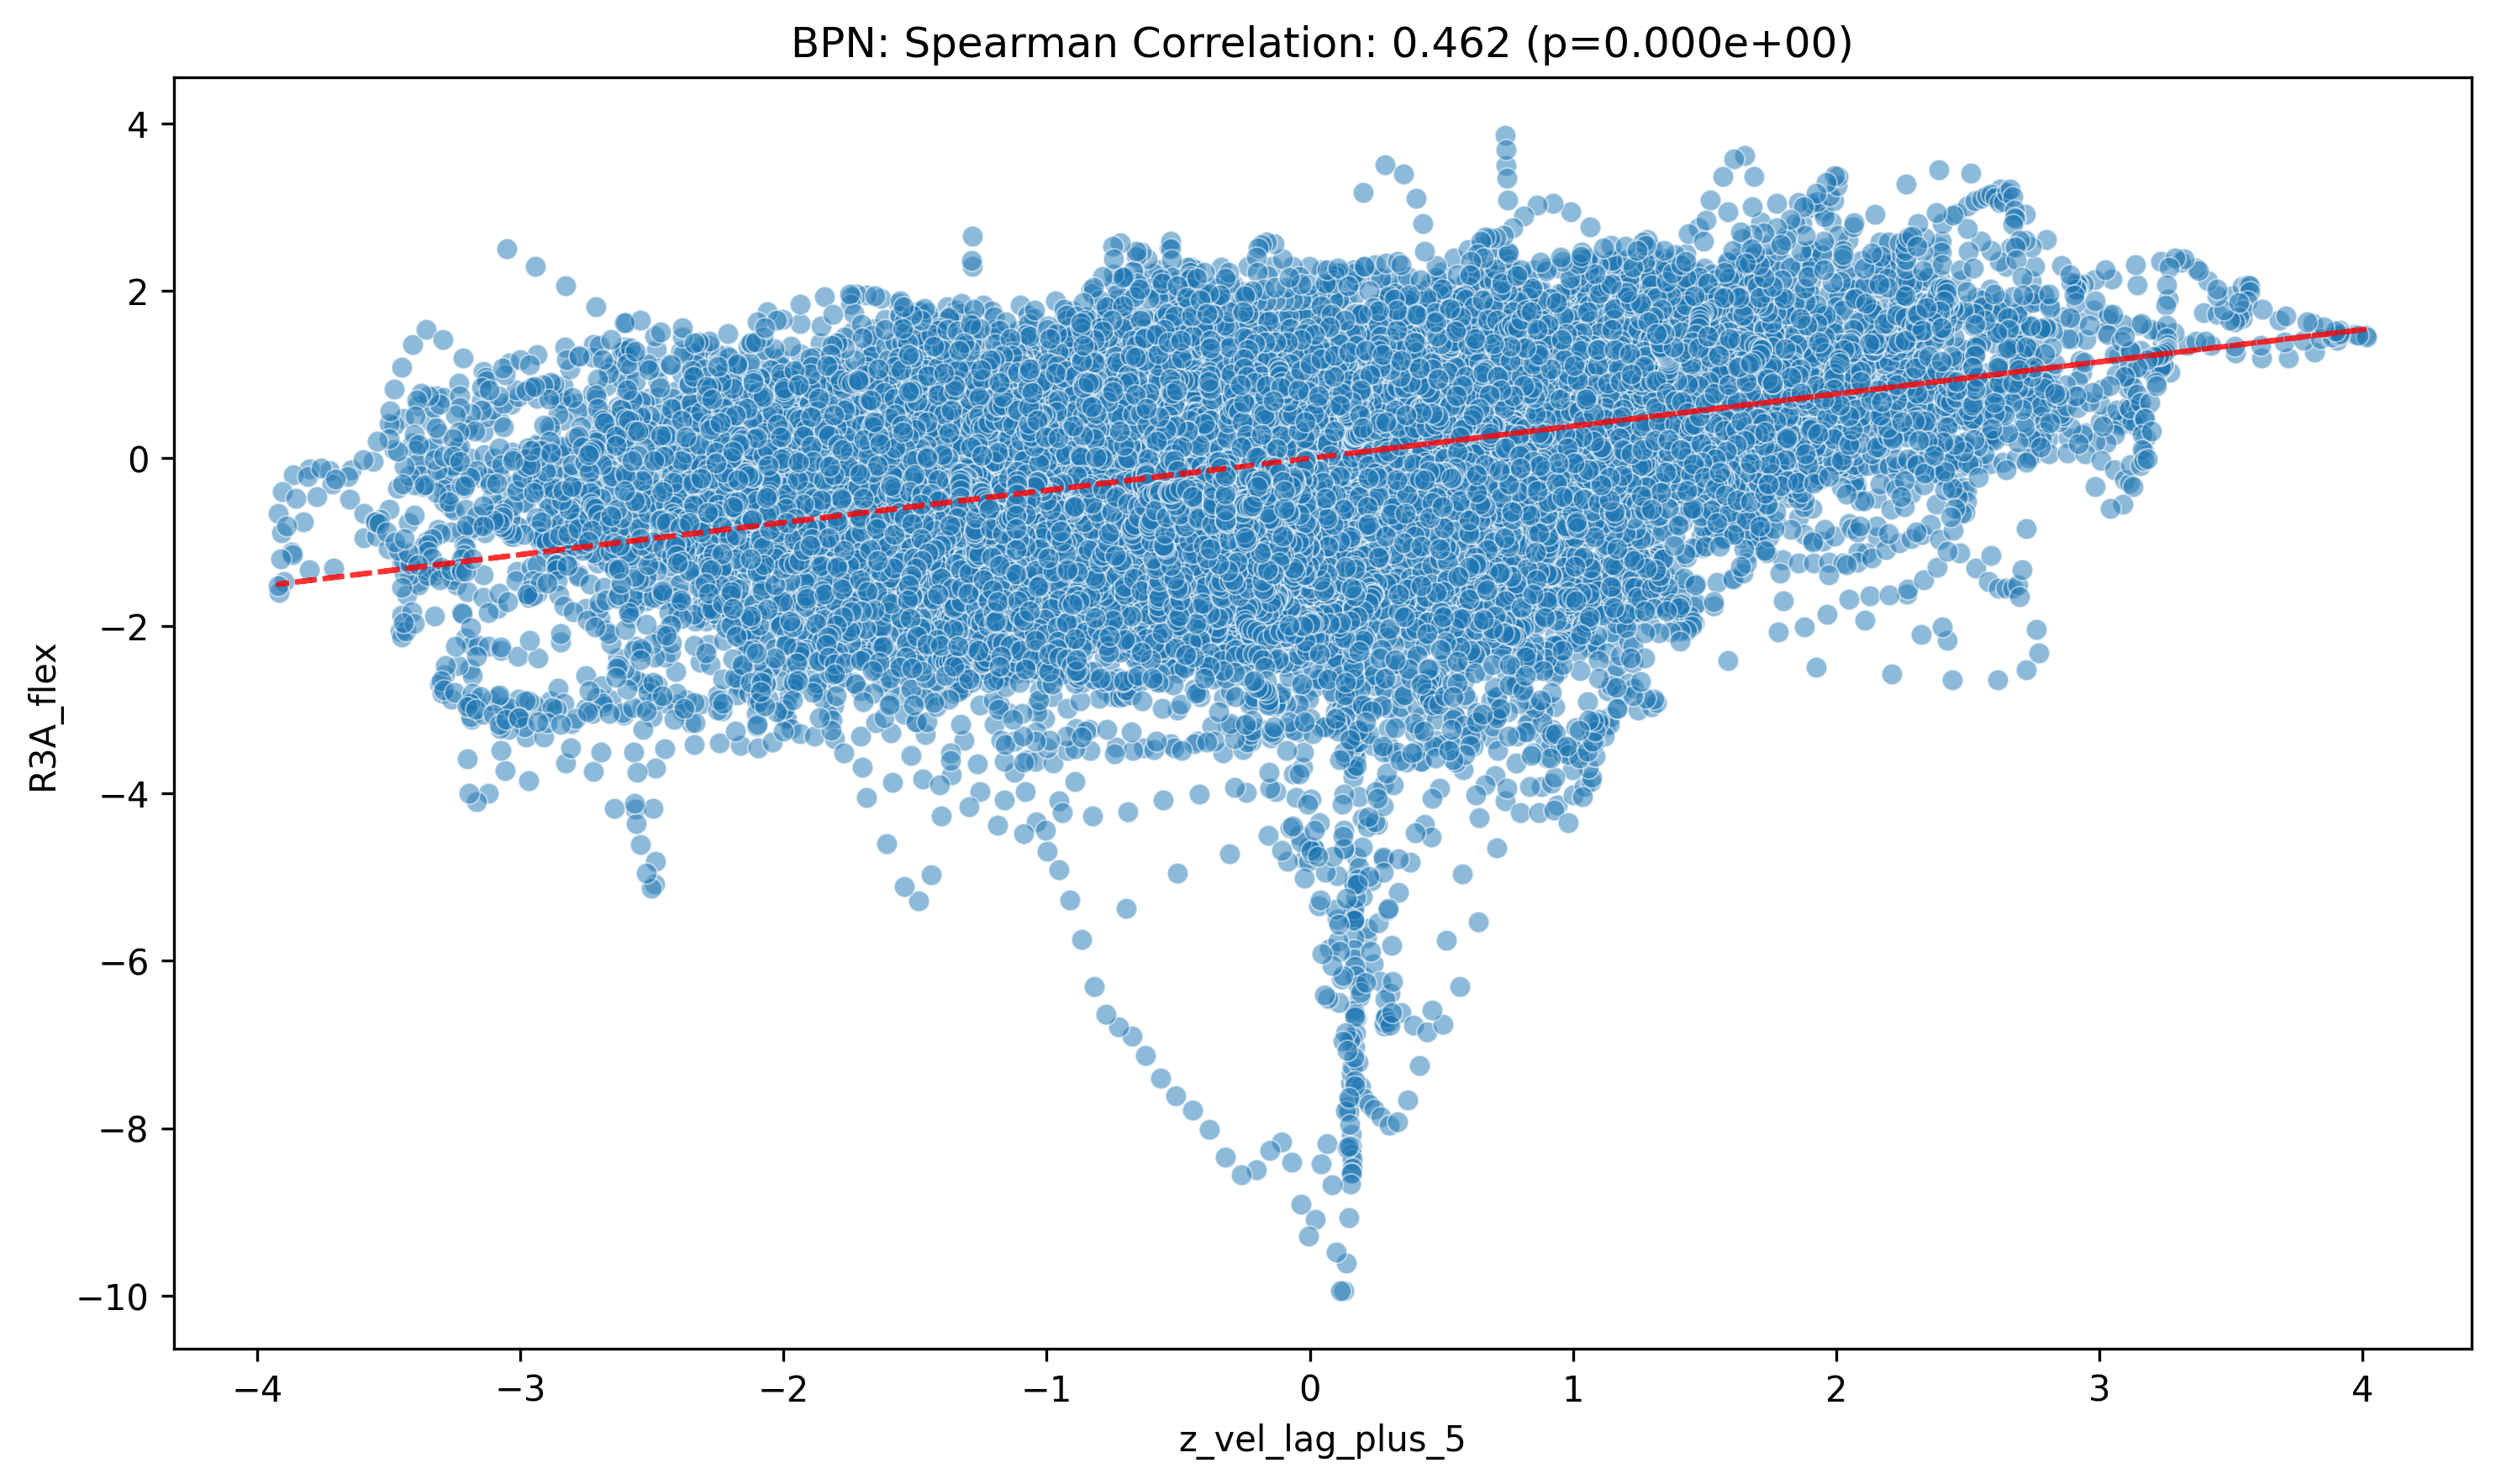 BPN: Spearman Correlation: 0.462 (p=0.000e+00)
4
2
0
−2
−4
−6
−8
−10
R3A_flex
−4 −3 −2 −1 0 1 2 3 4
z_vel_lag_plus_5